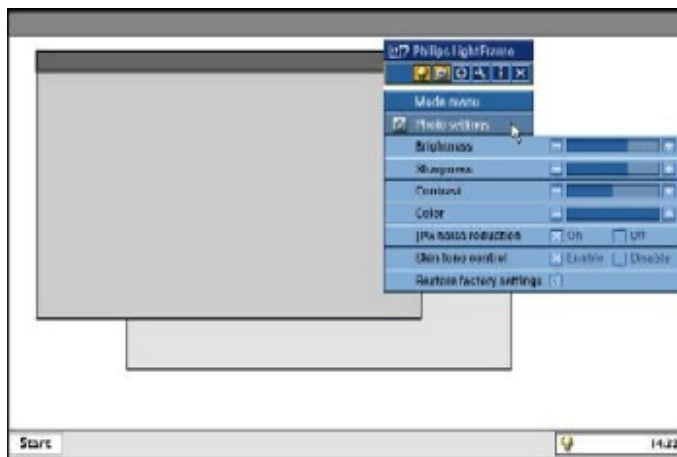 Philips LightFrame
Mode menu
Photo settings
Brightness
Sharpness
Contrast
Color
JPG noise reduction On Off
Skin tone control Enable Disable
Restore factory settings
Start